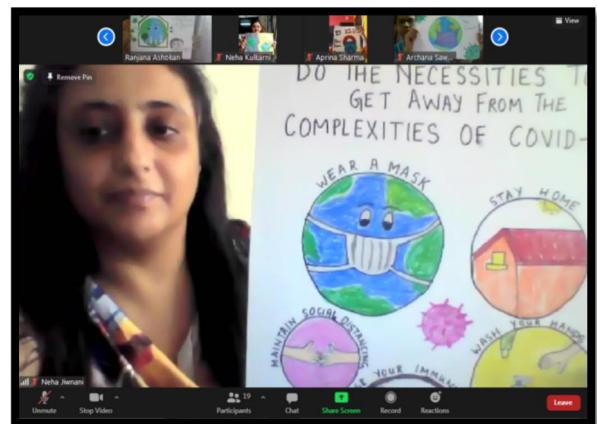 View
Ranjana Ashokan
Neha Kulkarni
Aprina Sharma
Archana Saw...
Remove Pin
DO THE NECESSITIES T
GET AWAY FROM THE
COMPLEXITIES OF COVID-
WEAR A MASK
STAY HOME
MAINTAIN SOCIAL DISTANCING
WASH YOUR HANDS
YOUR IMMUN
Neha Jiwnani
Unmute
Stop Video
19
Participants
Chat
Share Screen
Record
Reactions
Leave